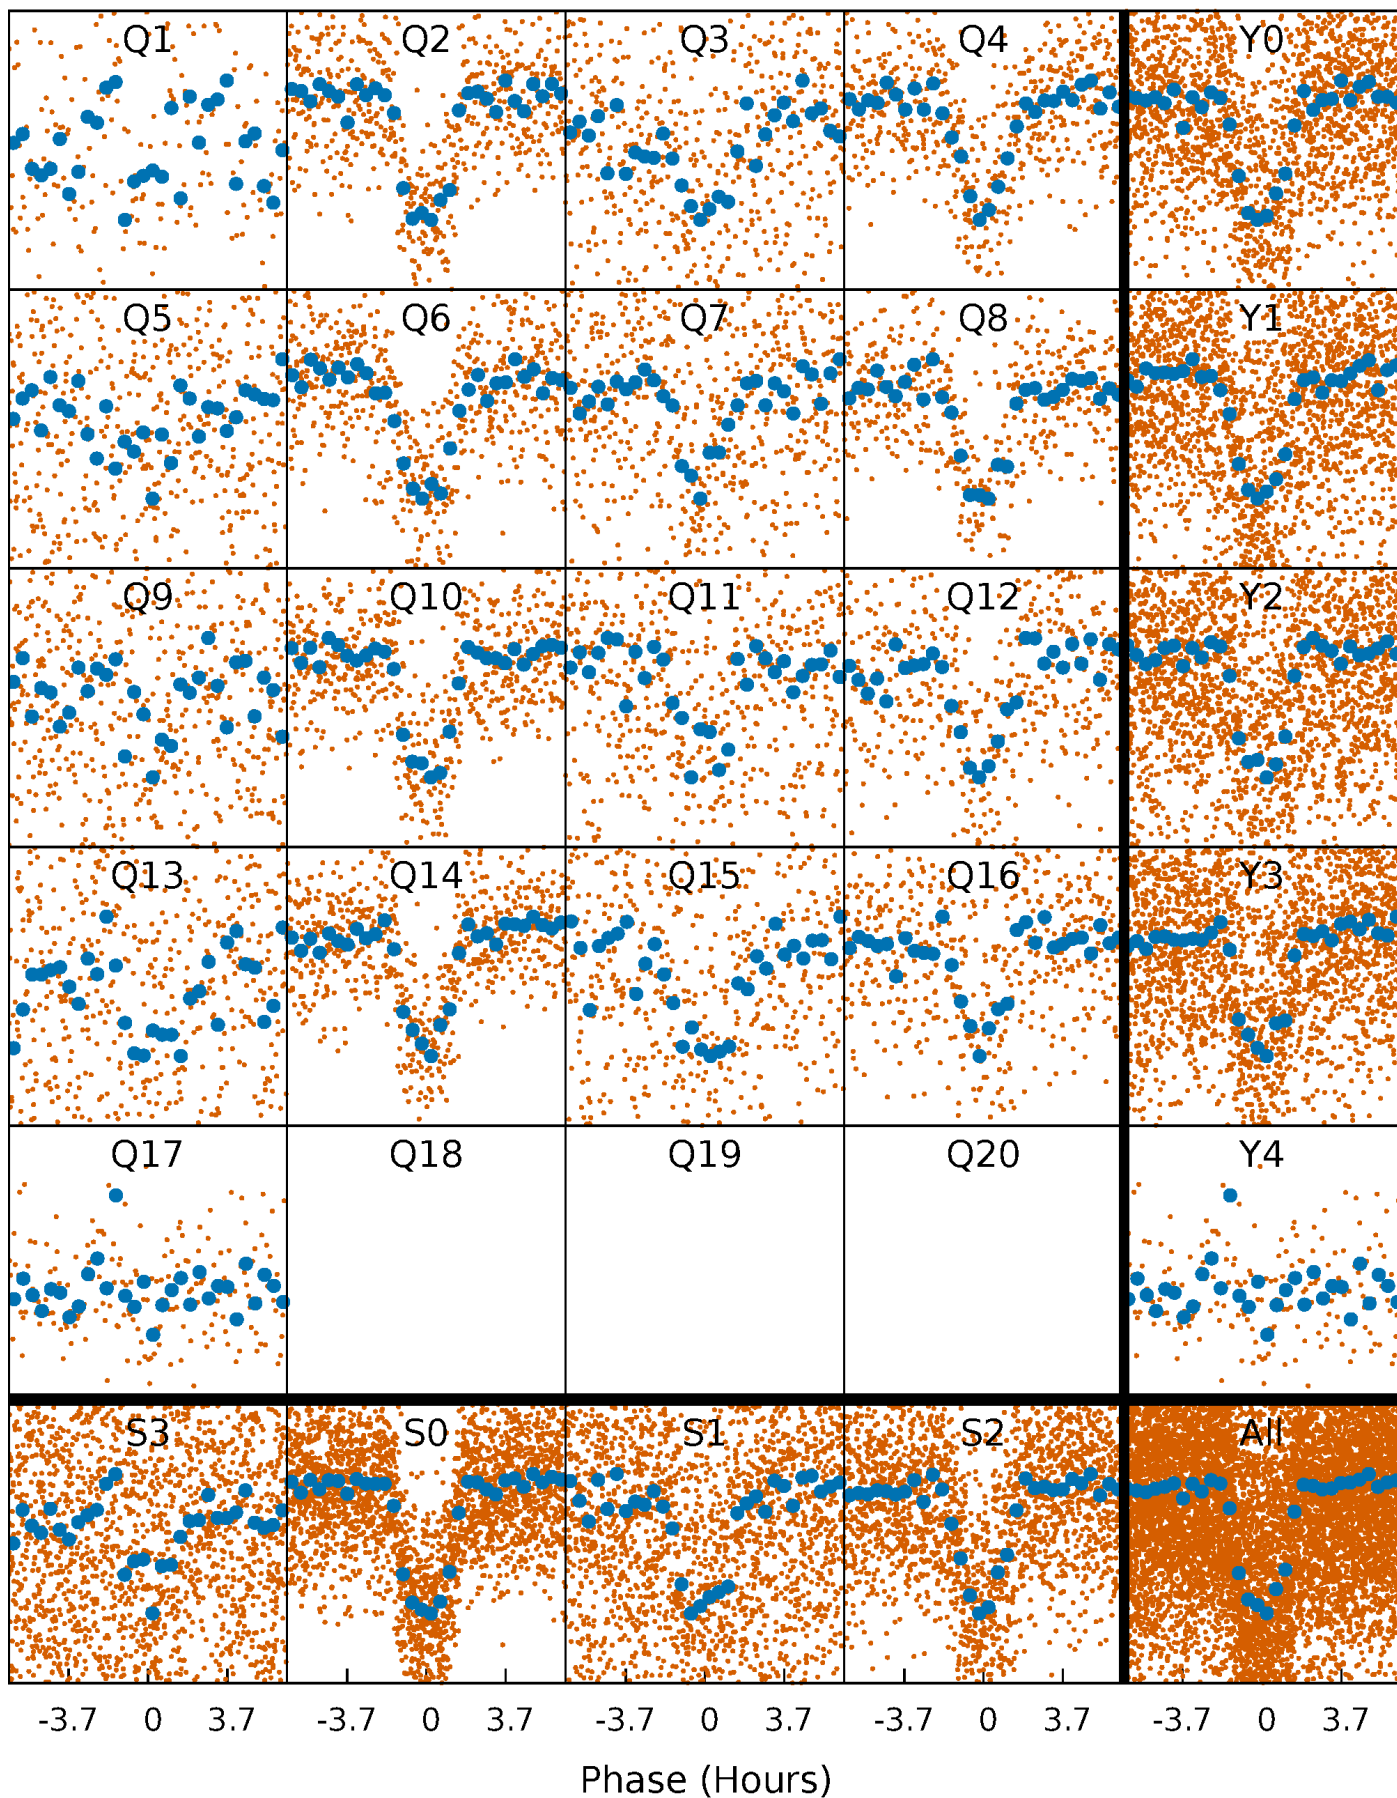 Q1 Q2 Q3 Q4 Y0
Q5 Q6 Q7 Q8 Y1
Q9 Q10 Q11 Q12 Y2
Q13 Q14 Q15 Q16 Y3
Q17 Q18 Q19 Q20 Y4
S3 S0 S1 S2 All
-3.7 0 3.7 -3.7 0 3.7 -3.7 0 3.7 -3.7 0 3.7 -3.7 0 3.7
Phase (Hours)